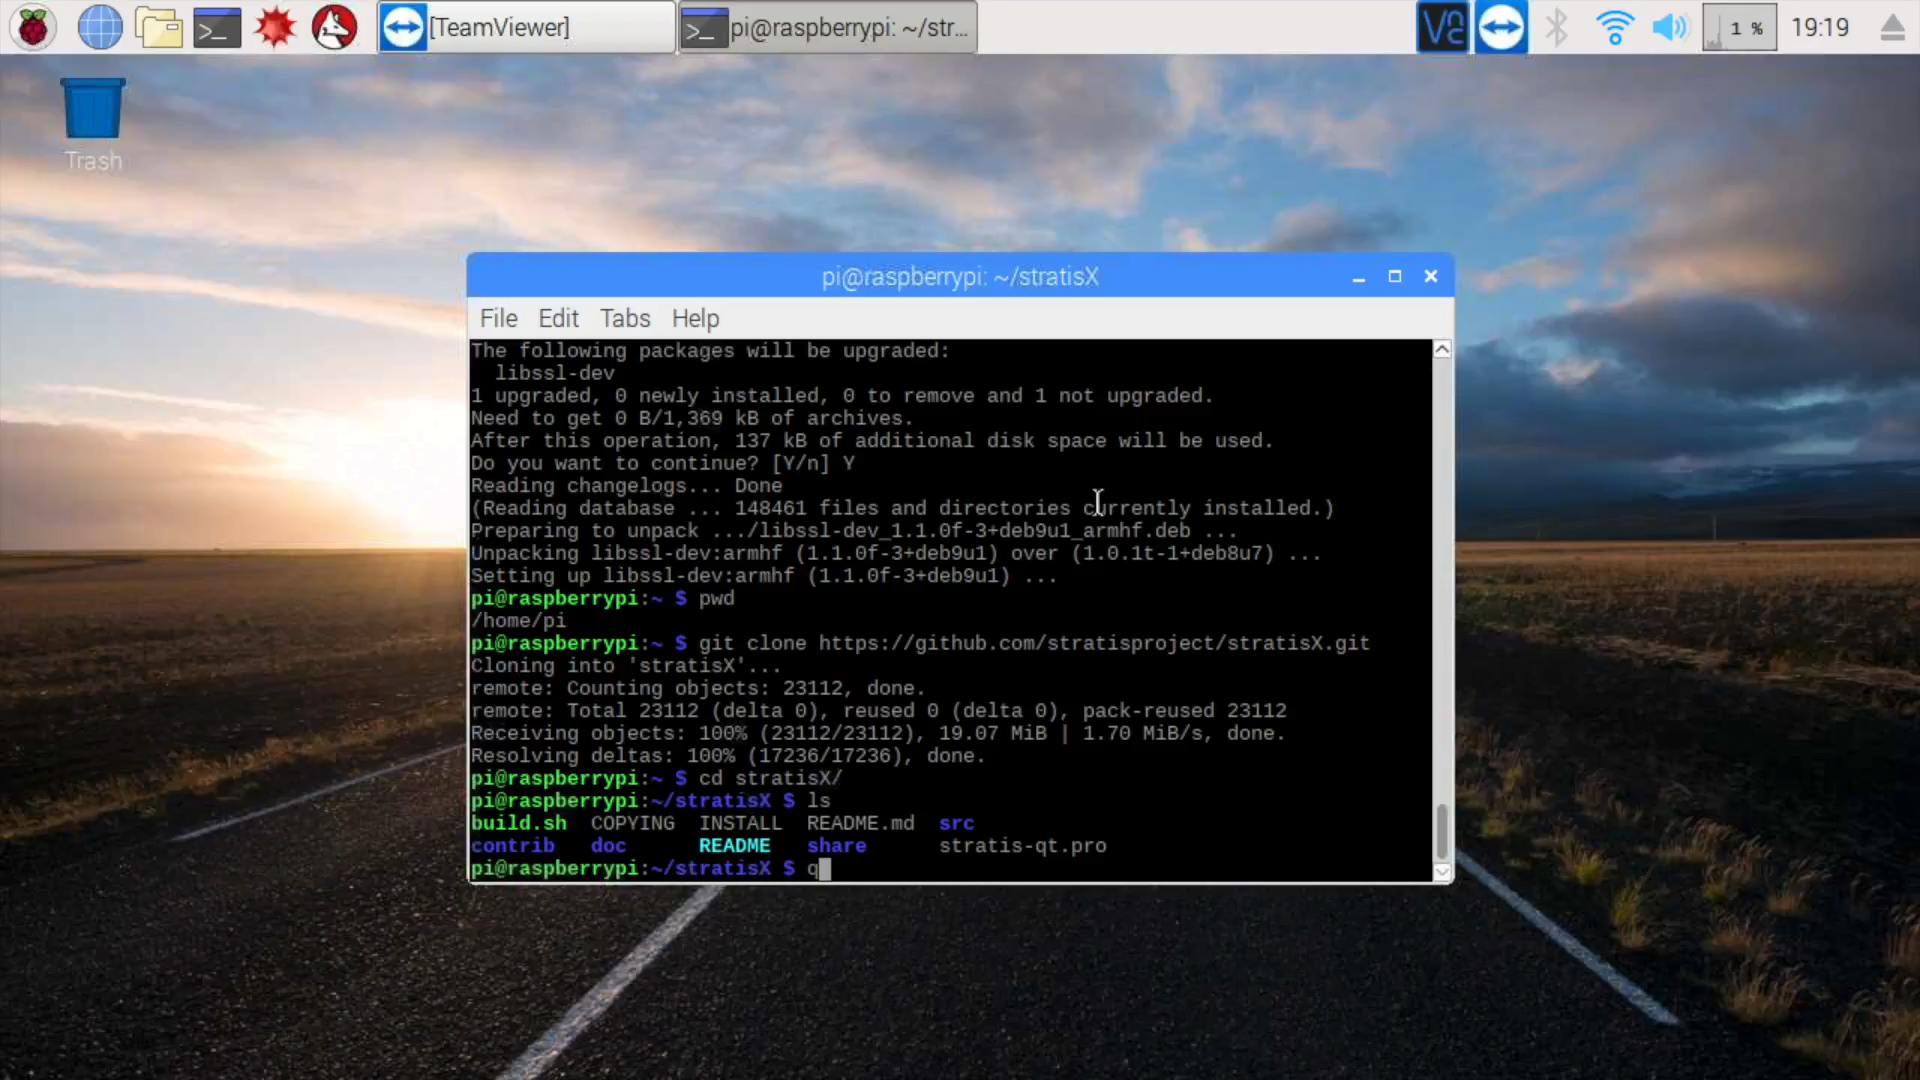 [TeamViewer]
pi@raspberrypi: ~/str...
1 %
19:19
Trash
pi@raspberrypi: ~/stratisX
File Edit Tabs Help
The following packages will be upgraded:
libssl-dev
1 upgraded, 0 newly installed, 0 to remove and 1 not upgraded.
Need to get 0 B/1,369 kB of archives.
After this operation, 137 kB of additional disk space will be used.
Do you want to continue? [Y/n] Y
Reading changelogs... Done
(Reading database ... 148461 files and directories currently installed.)
Preparing to unpack .../libssl-dev_1.1.0f-3+deb9u1_armhf.deb ...
Unpacking libssl-dev:armhf (1.1.0f-3+deb9u1) over (1.0.1t-1+deb8u7) ...
Setting up libssl-dev:armhf (1.1.0f-3+deb9u1) ...
pi@raspberrypi:~ $ pwd
/home/pi
pi@raspberrypi:~ $ git clone https://github.com/stratisproject/stratisX.git
Cloning into 'stratisX'...
remote: Counting objects: 23112, done.
remote: Total 23112 (delta 0), reused 0 (delta 0), pack-reused 23112
Receiving objects: 100% (23112/23112), 19.07 MiB | 1.70 MiB/s, done.
Resolving deltas: 100% (17236/17236), done.
pi@raspberrypi:~ $ cd stratisX/
pi@raspberrypi:~/stratisX $ ls
build.sh COPYING INSTALL README.md src
contrib doc README share stratis-qt.pro
pi@raspberrypi:~/stratisX $ q